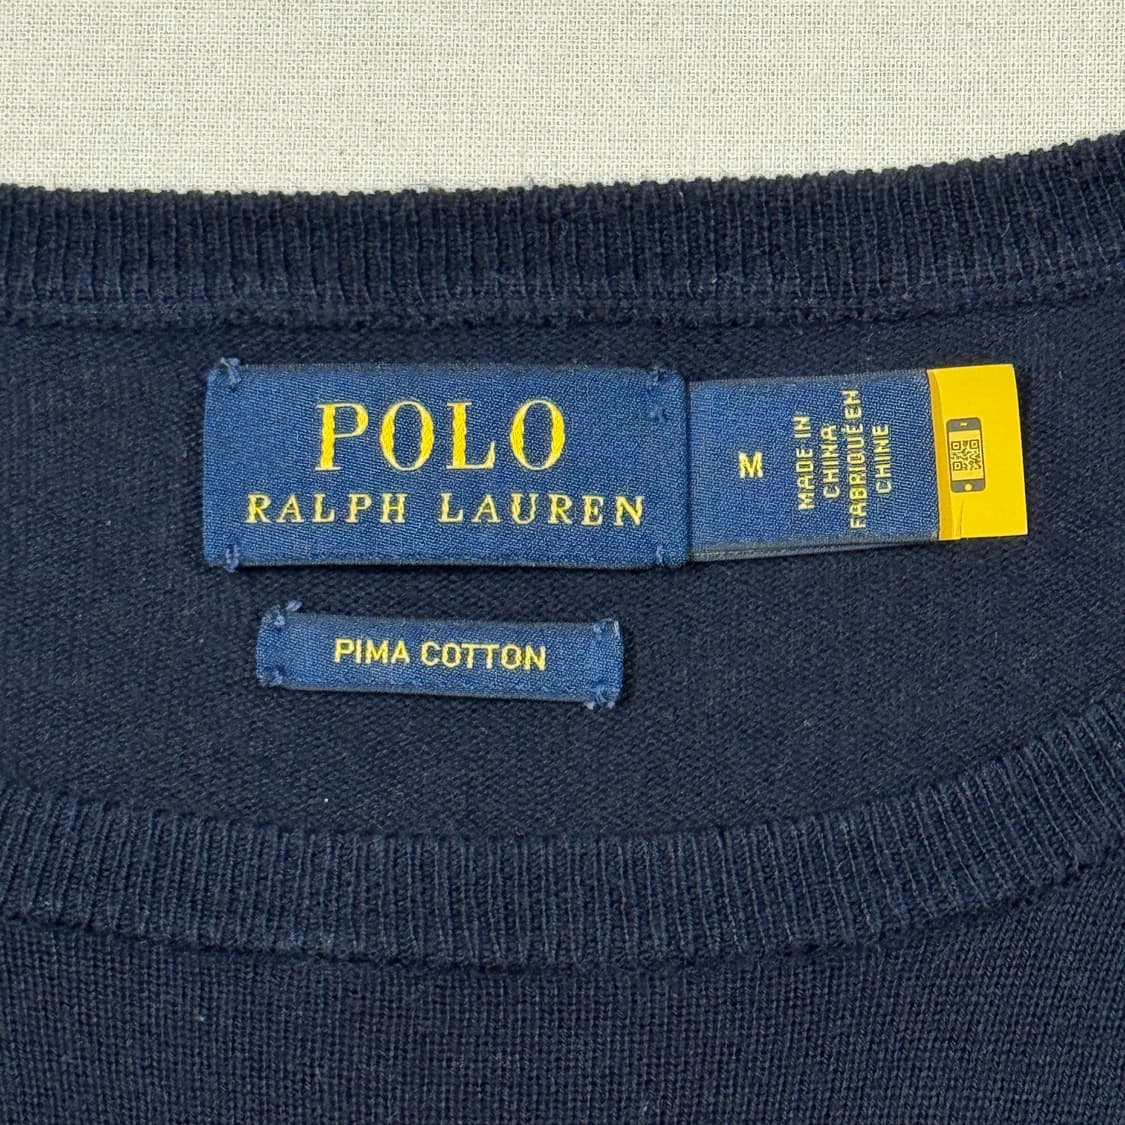 POLO
RALPH LAUREN
M
MADE IN
CHINA
FABRIQUÉ EN
CHINE
PIMA COTTON